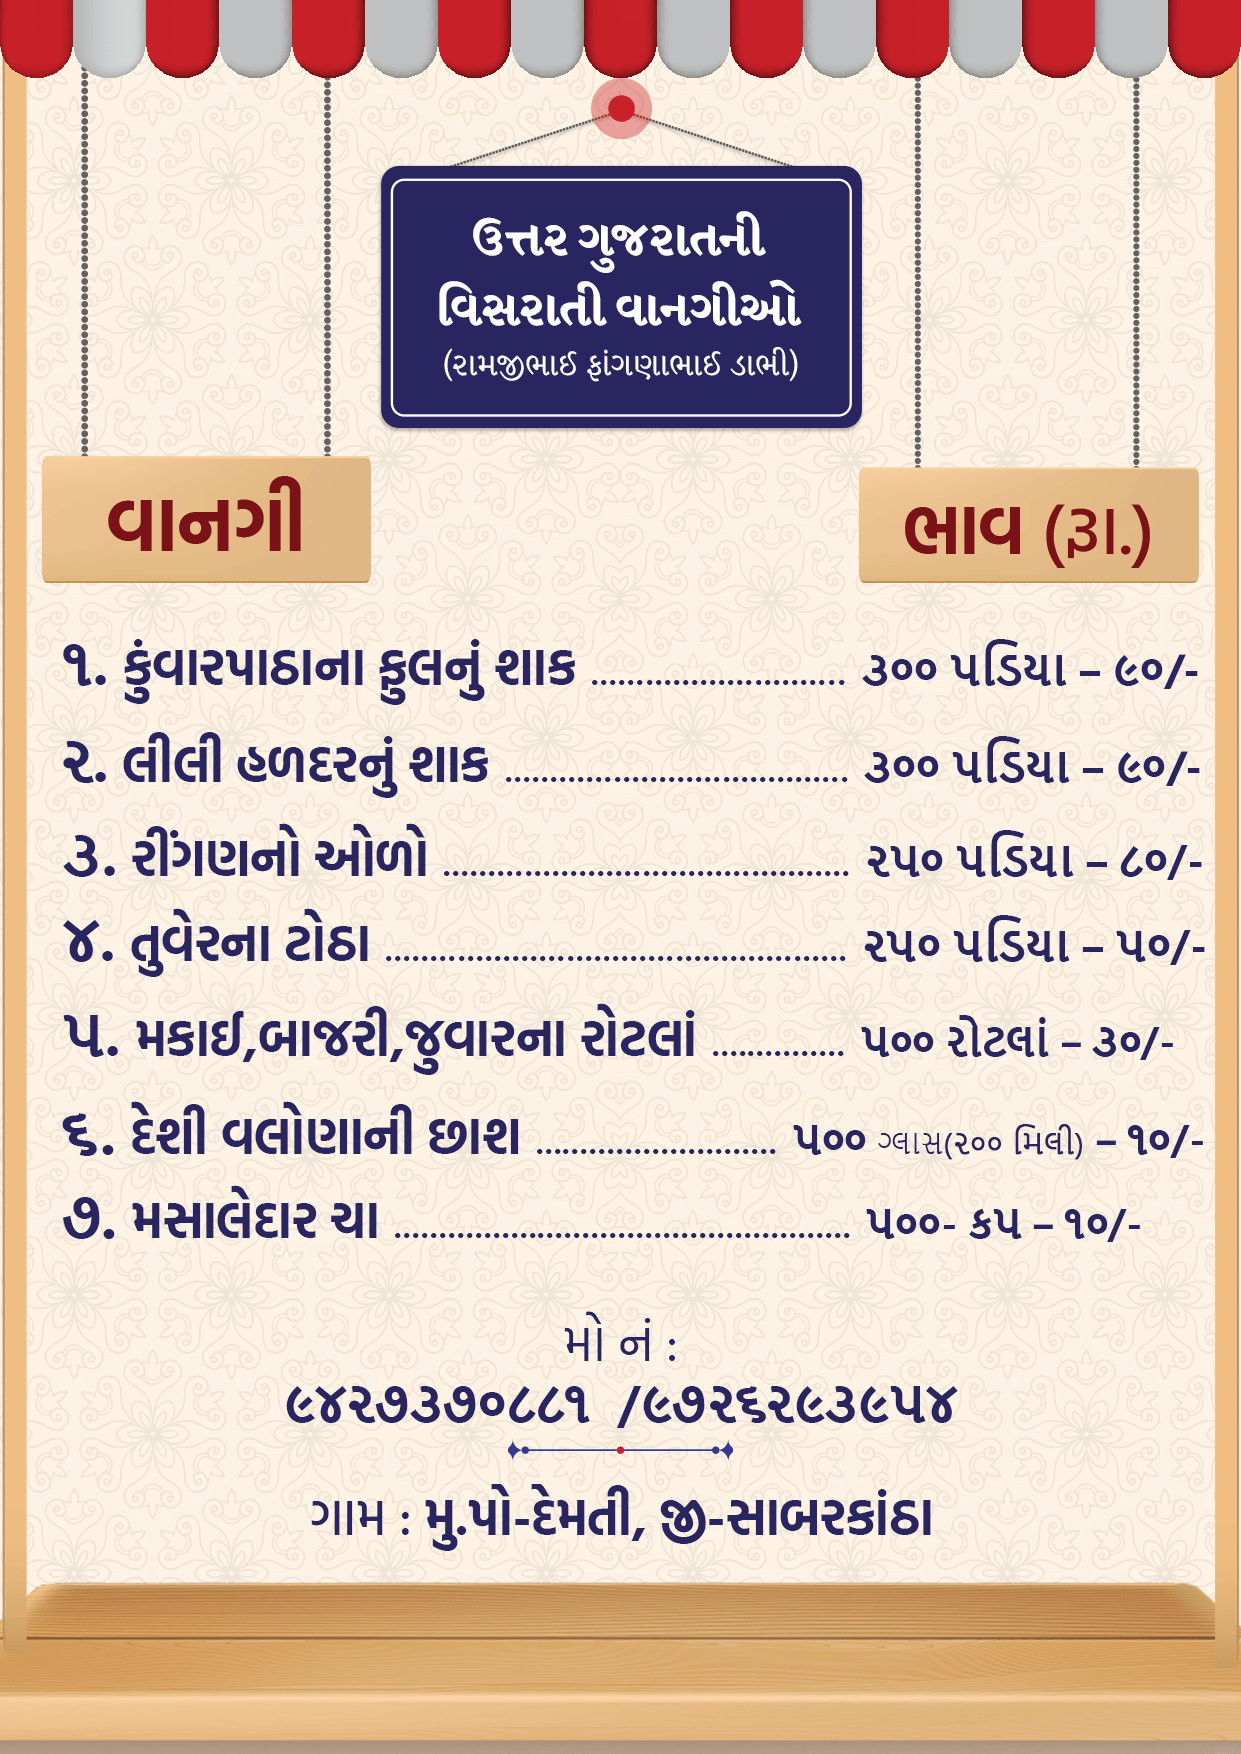 ઉત્તર ગુજરાતની
વિસરાતી વાનગીઓ
(રામજીભાઈ ફાંગણાભાઈ ડાભી)
વાનગી ભાવ (રૂા.)
૧. કુંવારપાઠાના ફુલનું શાક ............................ ૩૦૦ પડિયા – ૯૦/-
૨. લીલી હળદરનું શાક ...................................... ૩૦૦ પડિયા – ૯૦/-
૩. રીંગણનો ઓળો ............................................. ૨૫૦ પડિયા – ૮૦/-
૪. તુવેરના ટોઠા ................................................... ૨૫૦ પડિયા – ૫૦/-
૫. મકાઈ,બાજરી,જુવારના રોટલાં ............... ૫૦૦ રોટલાં – ૩૦/-
૬. દેશી વલોણાની છાશ ........................... ૫૦૦ ગ્લાસ(૨૦૦ મિલી) – ૧૦/-
૭. મસાલેદાર ચા .................................................. ૫૦૦- કપ – ૧૦/-
મો નં :
૯૪૨૭૩૭૦૮૮૧ /૯૭૨૬૨૯૩૯૫૪
ગામ : મુ.પો-દેમતી, જી-સાબરકાંઠા